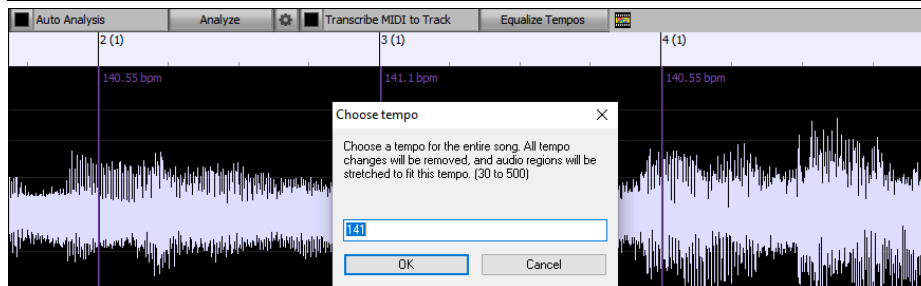 Auto Analysis Analyze Transcribe MIDI to Track Equalize Tempos
2 (1) 3 (1) 4 (1)
140.55 bpm 141.1 bpm 140.55 bpm
Choose tempo
Choose a tempo for the entire song. All tempo
changes will be removed, and audio regions will be
stretched to fit this tempo. (30 to 500)
141
OK Cancel